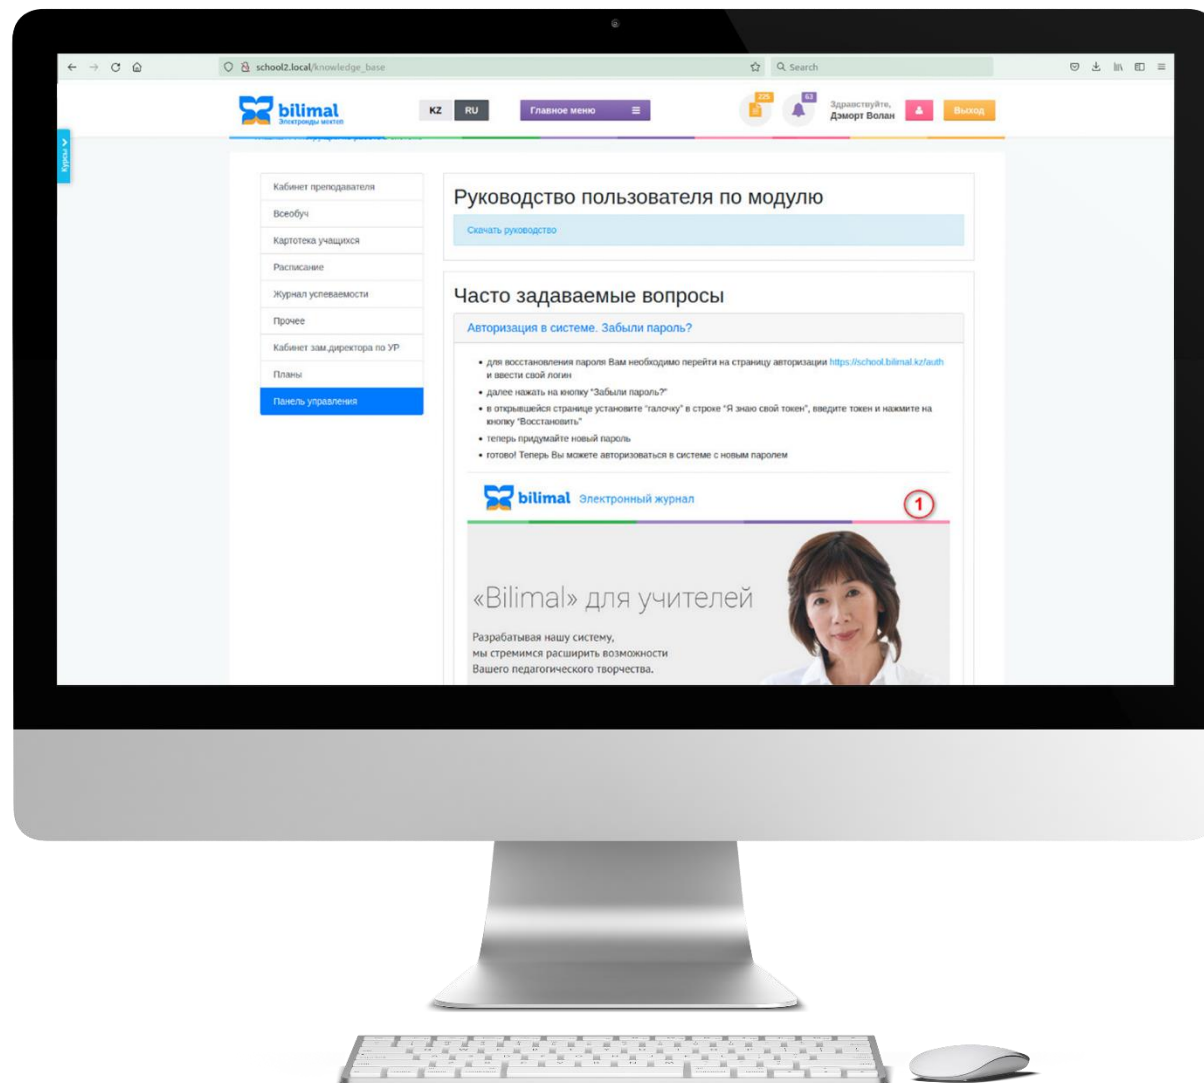 school2.local/knowledge_base
Search
bilimal
Электронды мектеп
KZ
RU
Главное меню
225
63
Здравствуйте,
Дэморт Волан
Выход
Курсы
Кабинет преподавателя
Всеобуч
Картотека учащихся
Расписание
Журнал успеваемости
Прочее
Кабинет зам.директора по УР
Планы
Панель управления
Руководство пользователя по модулю
Скачать руководство
Часто задаваемые вопросы
Авторизация в системе. Забыли пароль?
• для восстановления пароля Вам необходимо перейти на страницу авторизации https://school.bilimal.kz/auth
и ввести свой логин
• далее нажать на кнопку "Забыли пароль?"
• в открывшейся странице установите "галочку" в строке "Я знаю свой токен", введите токен и нажмите на
кнопку "Восстановить"
• теперь придумайте новый пароль
• готово! Теперь Вы можете авторизоваться в системе с новым паролем
bilimal Электронный журнал
1
«Bilimal» для учителей
Разрабатывая нашу систему,
мы стремимся расширить возможности
Вашего педагогического творчества.